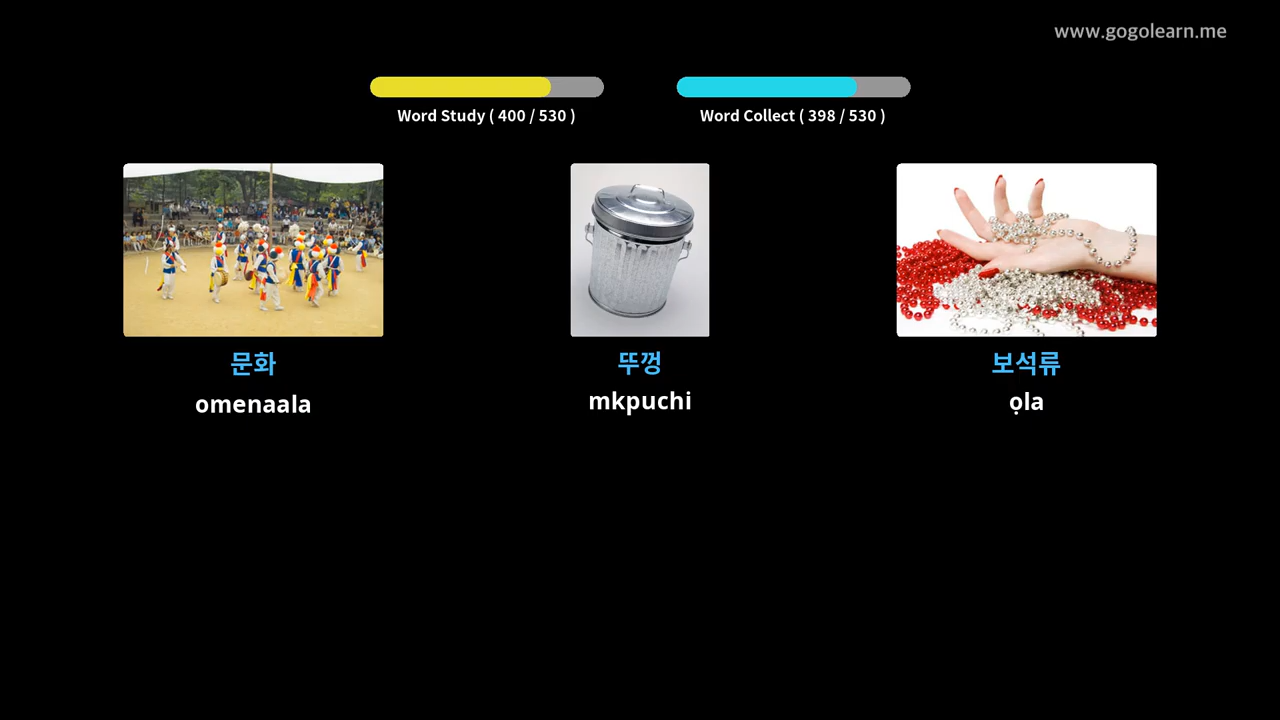 www.gogolearn.me
Word Study ( 400 / 530 )
Word Collect ( 398 / 530 )
문화
뚜껑
보석류
omenaala
mkpuchi
ọla